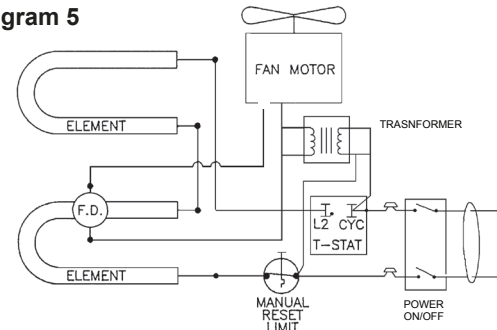 gram 5
FAN MOTOR
TRASNFORMER
ELEMENT
F.D.
L2 CYC
T-STAT
ELEMENT
MANUAL
RESET
LIMIT
POWER
ON/OFF